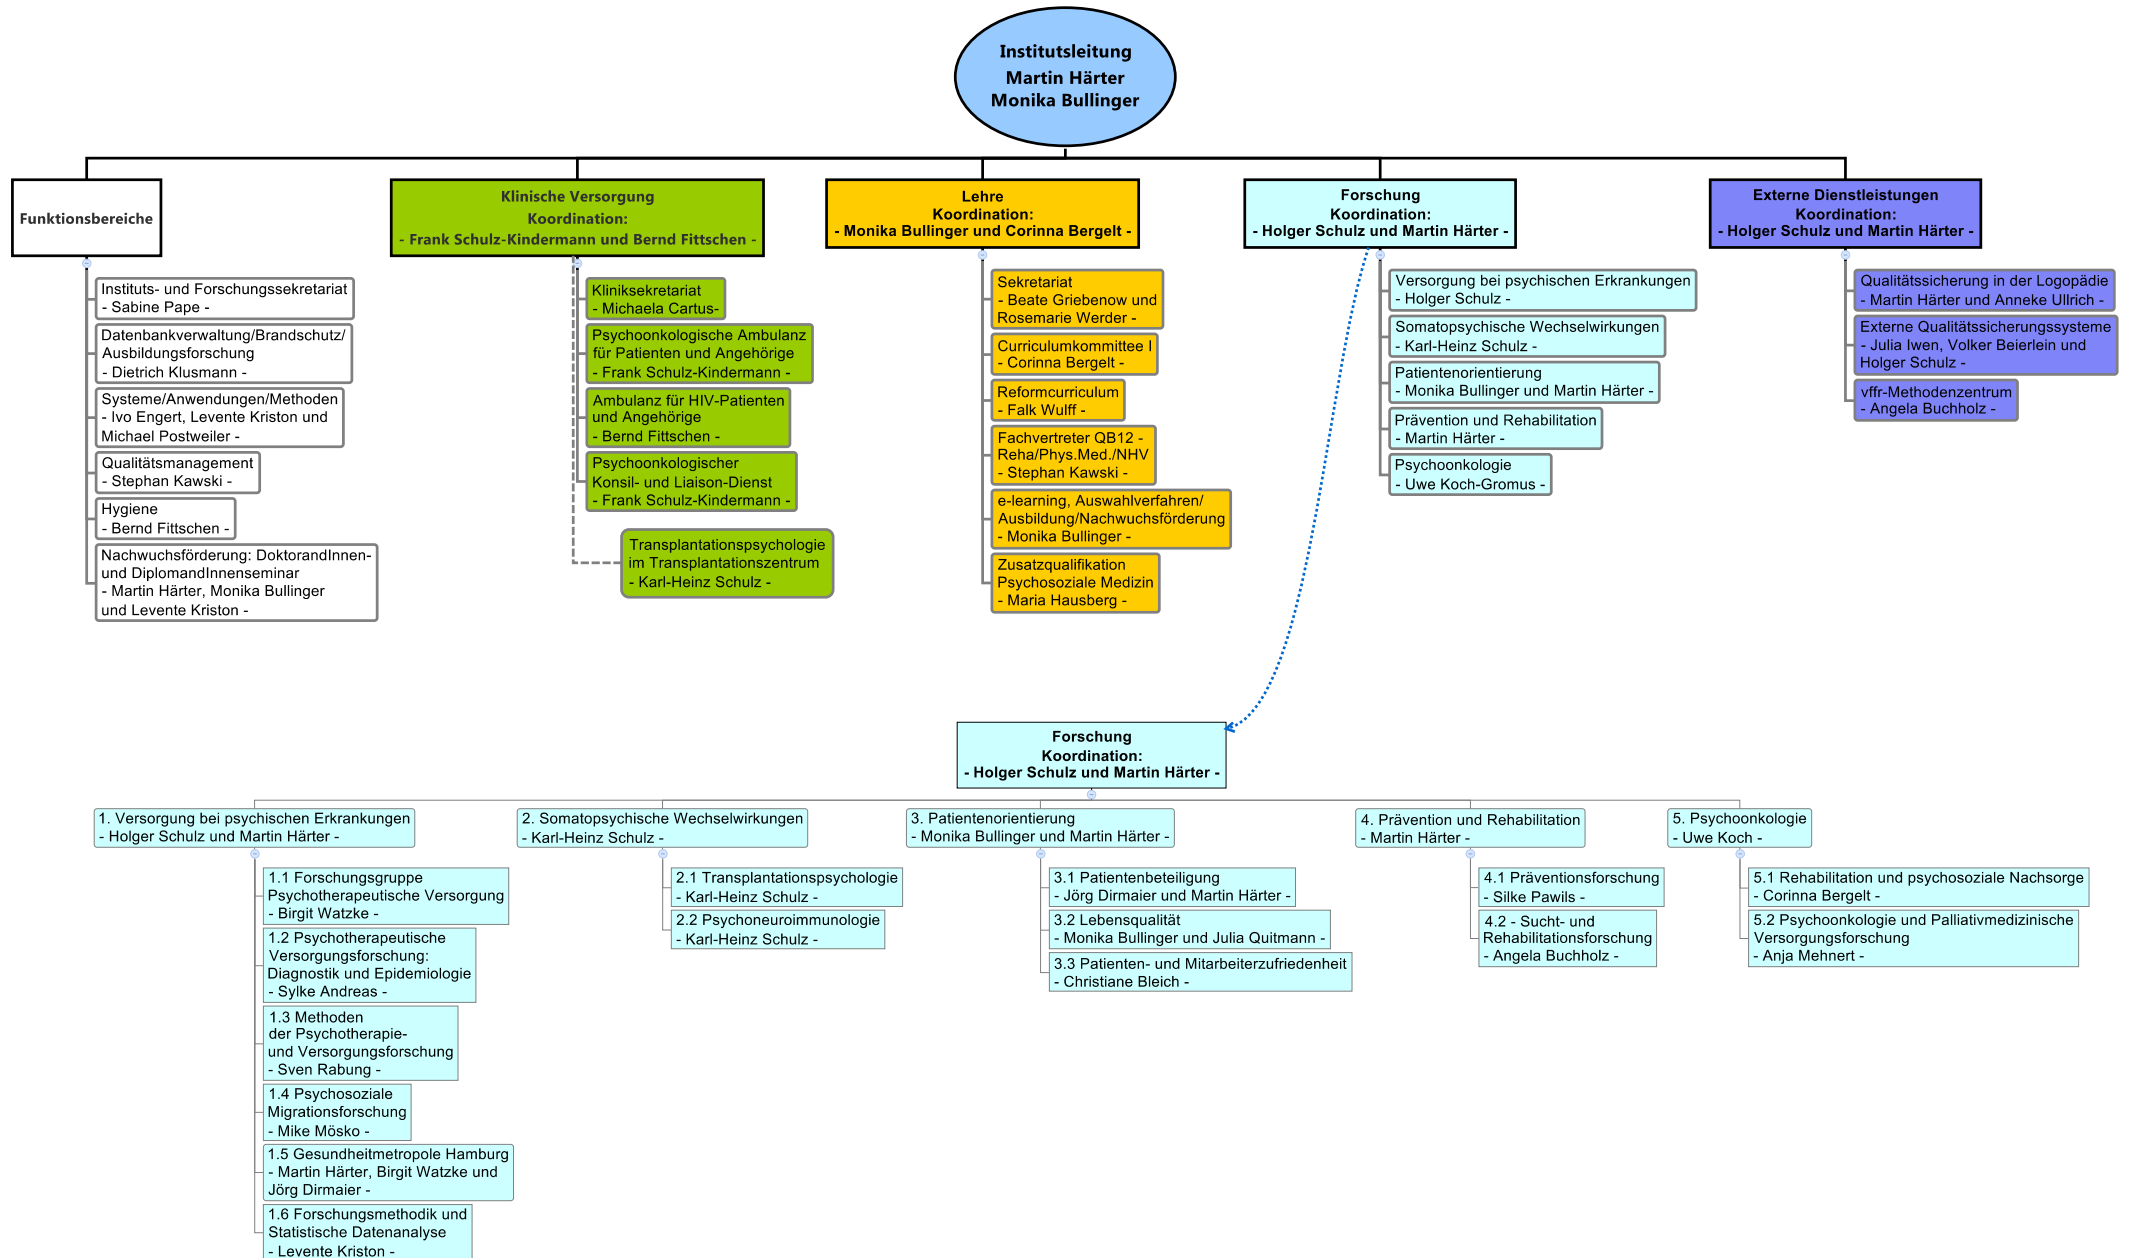 Institutsleitung
Martin Härter
Monika Bullinger
Funktionsbereiche
Instituts- und Forschungssekretariat
- Sabine Pape -
Datenbankverwaltung/Brandschutz/
Ausbildungsforschung
- Dietrich Klusmann -
Systeme/Anwendungen/Methoden
- Ivo Engert, Levente Kriston und
Michael Postweiler -
Qualitätsmanagement
- Stephan Kawski -
Hygiene
- Bernd Fittschen -
Nachwuchsförderung: DoktorandInnen-
und DiplomandInnenseminar
- Martin Härter, Monika Bullinger
und Levente Kriston -
Klinische Versorgung
Koordination:
- Frank Schulz-Kindermann und Bernd Fittschen -
Kliniksekretariat
- Michaela Cartus-
Psychoonkologische Ambulanz
für Patienten und Angehörige
- Frank Schulz-Kindermann -
Ambulanz für HIV-Patienten
und Angehörige
- Bernd Fittschen -
Psychoonkologischer
Konsil- und Liaison-Dienst
- Frank Schulz-Kindermann -
Transplantationspsychologie
im Transplantationszentrum
- Karl-Heinz Schulz -
Lehre
Koordination:
- Monika Bullinger und Corinna Bergelt -
Sekretariat
- Beate Griebenow und
Rosemarie Werder -
Curriculumkommittee I
- Corinna Bergelt -
Reformcurriculum
- Falk Wulff -
Fachvertreter QB12 -
Reha/Phys.Med./NHV
- Stephan Kawski -
e-learning, Auswahlverfahren/
Ausbildung/Nachwuchsförderung
- Monika Bullinger -
Zusatzqualifikation
Psychosoziale Medizin
- Maria Hausberg -
Forschung
Koordination:
- Holger Schulz und Martin Härter -
Versorgung bei psychischen Erkrankungen
- Holger Schulz -
Somatopsychische Wechselwirkungen
- Karl-Heinz Schulz -
Patientenorientierung
- Monika Bullinger und Martin Härter -
Prävention und Rehabilitation
- Martin Härter -
Psychoonkologie
- Uwe Koch-Gromus -
Externe Dienstleistungen
Koordination:
- Holger Schulz und Martin Härter -
Qualitätssicherung in der Logopädie
- Martin Härter und Anneke Ullrich -
Externe Qualitätssicherungssysteme
- Julia Iwen, Volker Beierlein und
Holger Schulz -
vffr-Methodenzentrum
- Angela Buchholz -
Forschung
Koordination:
- Holger Schulz und Martin Härter -
1. Versorgung bei psychischen Erkrankungen
- Holger Schulz und Martin Härter -
1.1 Forschungsgruppe
Psychotherapeutische Versorgung
- Birgit Watzke -
1.2 Psychotherapeutische
Versorgungsforschung:
Diagnostik und Epidemiologie
- Sylke Andreas -
1.3 Methoden
der Psychotherapie-
und Versorgungsforschung
- Sven Rabung -
1.4 Psychosoziale
Migrationsforschung
- Mike Mösko -
1.5 Gesundheitmetropole Hamburg
- Martin Härter, Birgit Watzke und
Jörg Dirmaier -
1.6 Forschungsmethodik und
Statistische Datenanalyse
- Levente Kriston -
2. Somatopsychische Wechselwirkungen
- Karl-Heinz Schulz -
2.1 Transplantationspsychologie
- Karl-Heinz Schulz -
2.2 Psychoneuroimmunologie
- Karl-Heinz Schulz -
3. Patientenorientierung
- Monika Bullinger und Martin Härter -
3.1 Patientenbeteiligung
- Jörg Dirmaier und Martin Härter -
3.2 Lebensqualität
- Monika Bullinger und Julia Quitmann -
3.3 Patienten- und Mitarbeiterzufriedenheit
- Christiane Bleich -
4. Prävention und Rehabilitation
- Martin Härter -
4.1 Präventionsforschung
- Silke Pawils -
4.2 - Sucht- und
Rehabilitationsforschung
- Angela Buchholz -
5. Psychoonkologie
- Uwe Koch -
5.1 Rehabilitation und psychosoziale Nachsorge
- Corinna Bergelt -
5.2 Psychoonkologie und Palliativmedizinische
Versorgungsforschung
- Anja Mehnert -